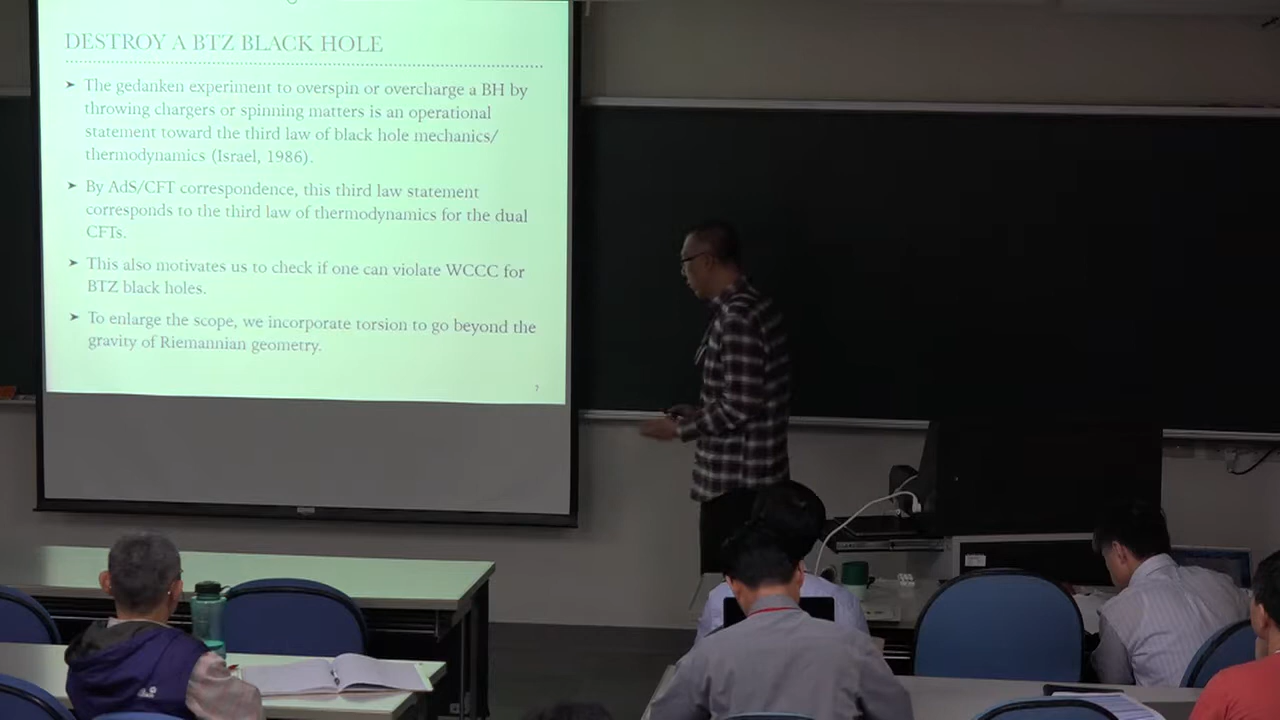 DESTROY A BTZ BLACK HOLE
➤ The gedanken experiment to overspin or overcharge a BH by
throwing chargers or spinning matters is an operational
statement toward the third law of black hole mechanics/
thermodynamics (Israel, 1986).
➤ By AdS/CFT correspondence, this third law statement
corresponds to the third law of thermodynamics for the dual
CFTs.
➤ This also motivates us to check if one can violate WCCC for
BTZ black holes.
➤ To enlarge the scope, we incorporate torsion to go beyond the
gravity of Riemannian geometry.
7